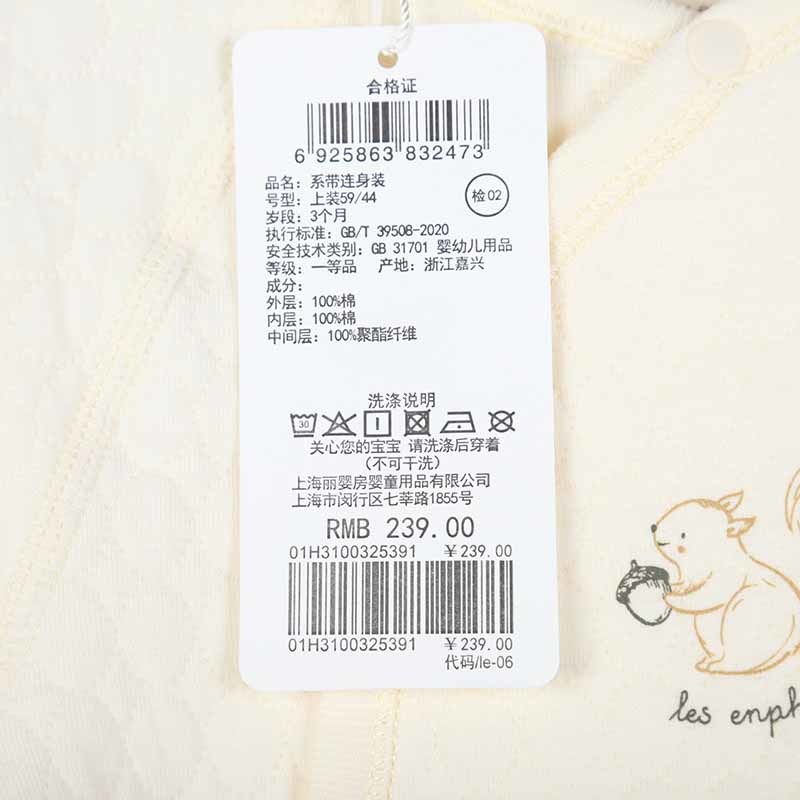 合格证
6 925863 832473
品名：系带连身装
号型：上装59/44
检02
岁段：3个月
执行标准：GB/T 39508-2020
安全技术类别：GB 31701 婴幼儿用品
等级：一等品 产地：浙江嘉兴
成分：
外层：100%棉
内层：100%棉
中间层：100%聚酯纤维
洗涤说明
30
关心您的宝宝 请洗涤后穿着
（不可干洗）
上海丽婴房婴童用品有限公司
上海市闵行区七莘路1855号
RMB 239.00
01H3100325391 ￥239.00
01H3100325391 ￥239.00
代码/le-06
les enph